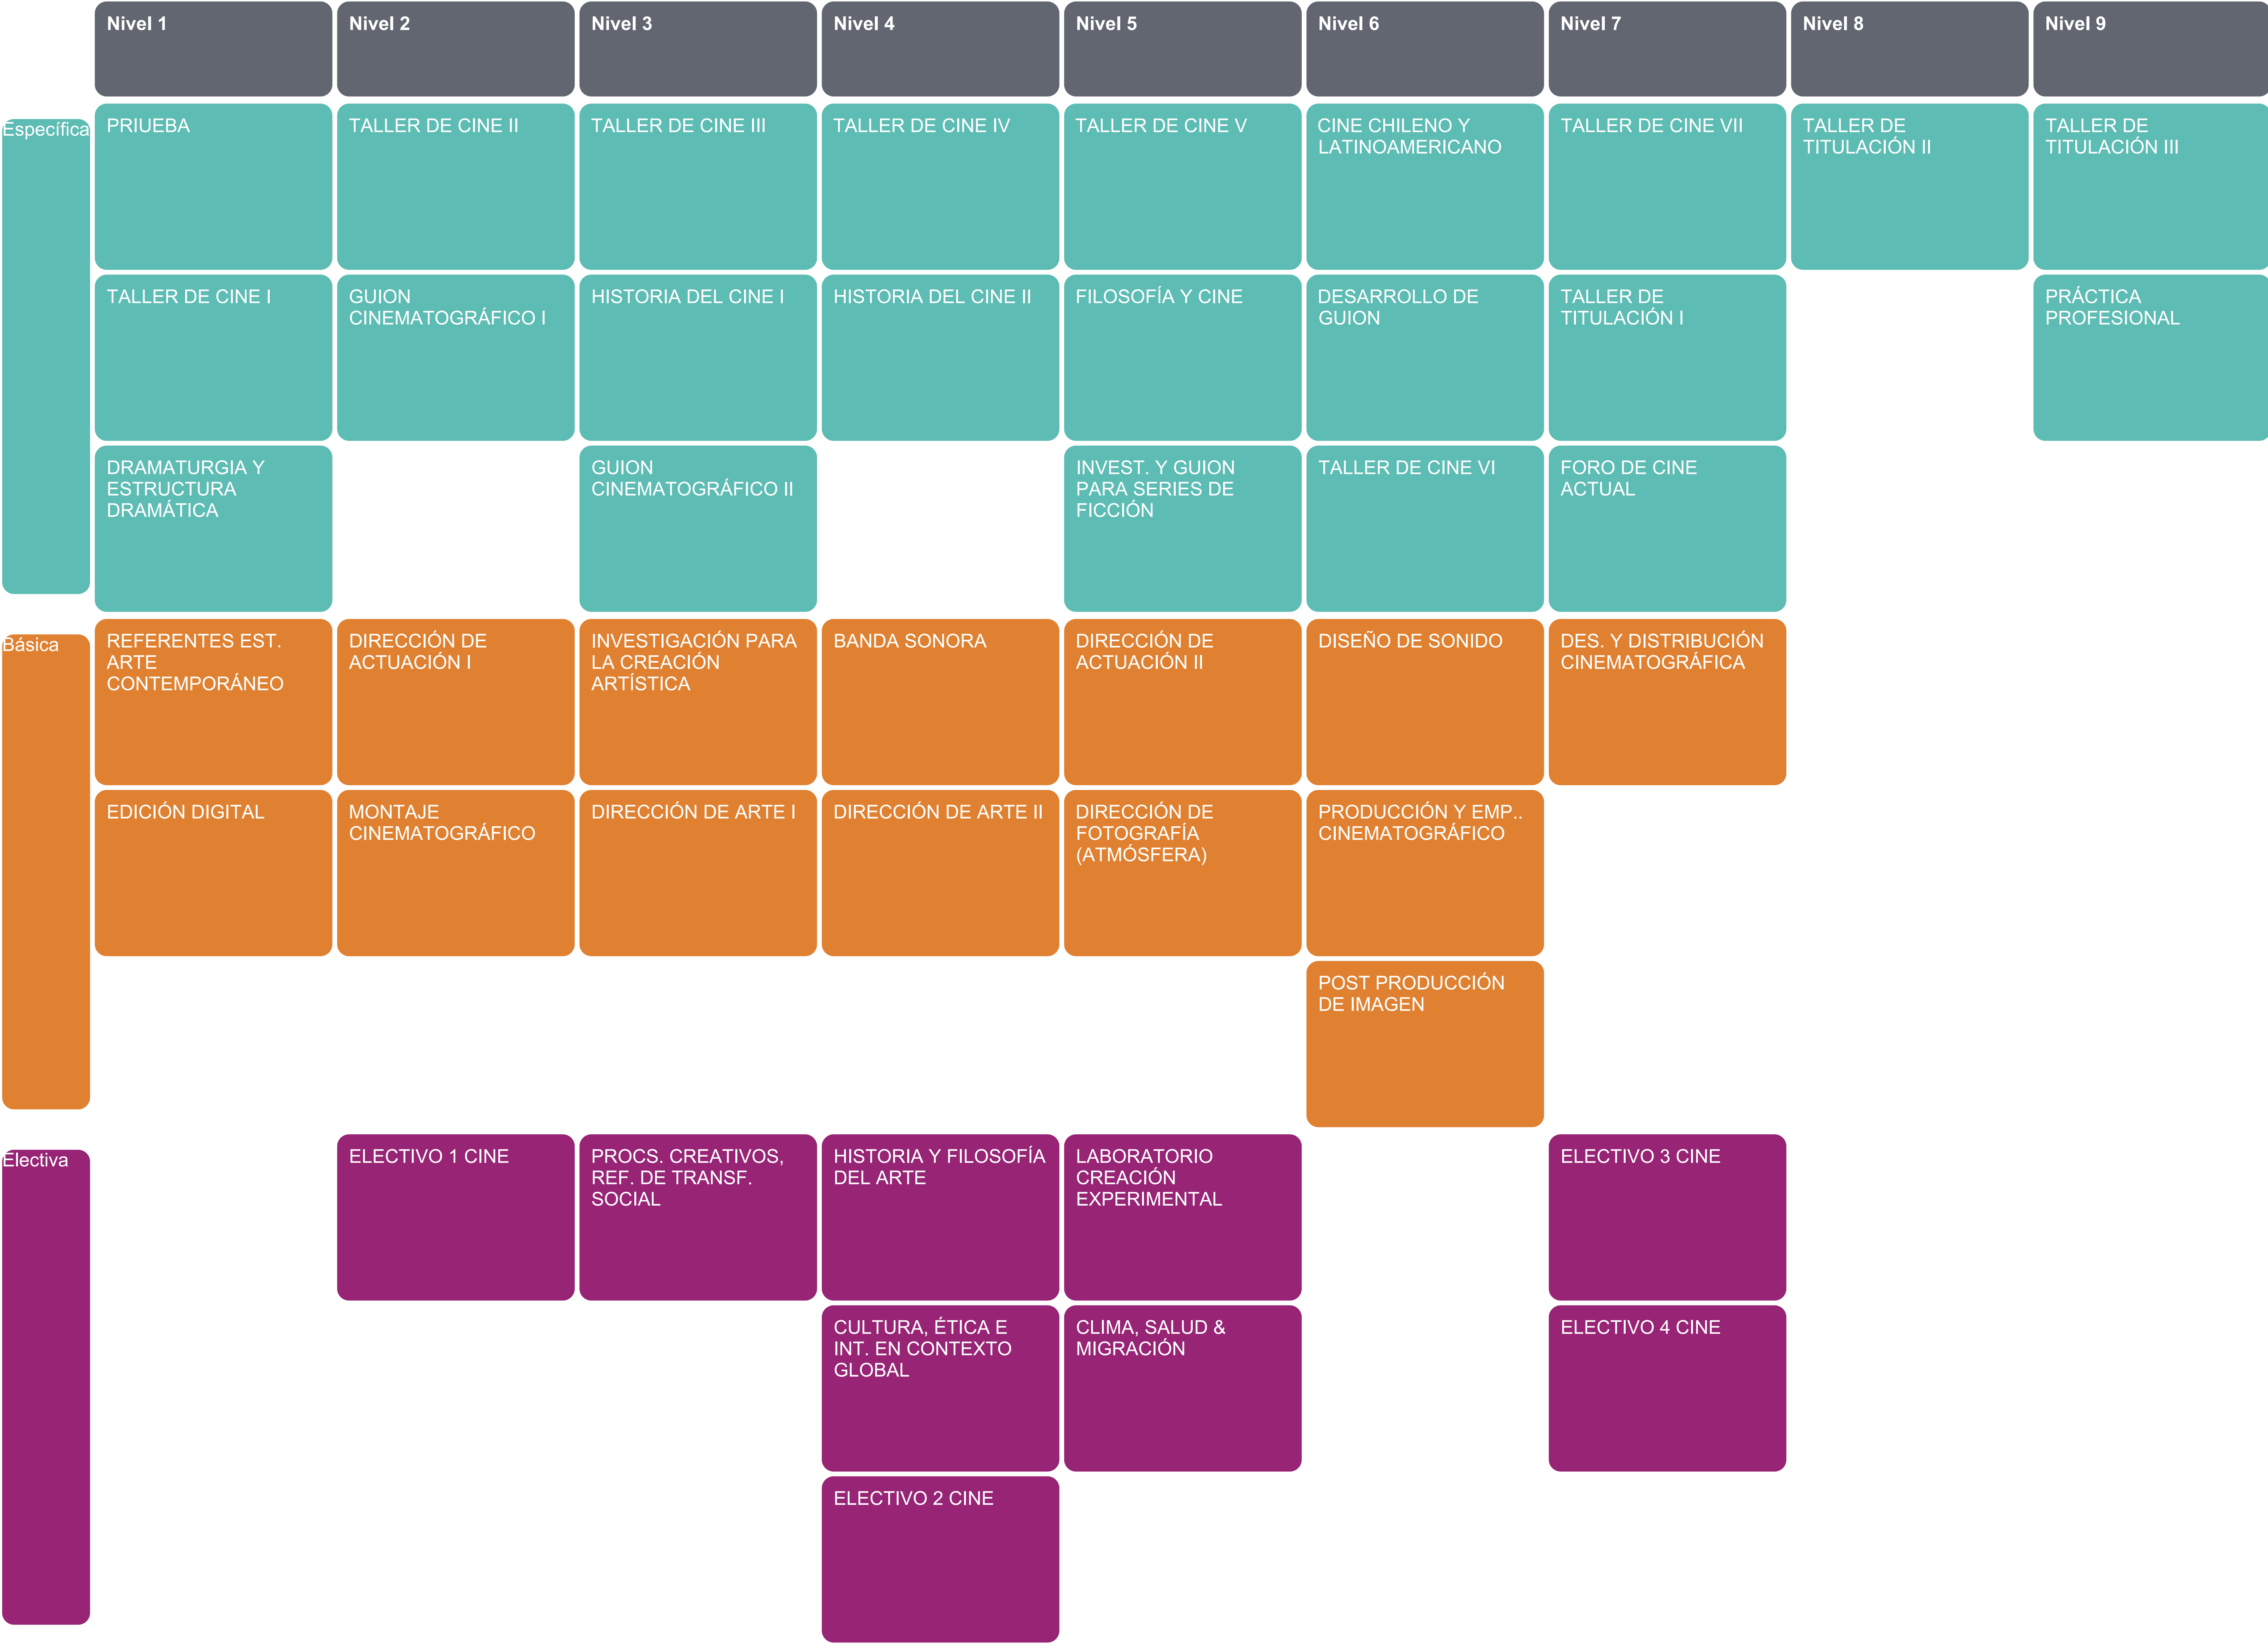 Nivel 1
Nivel 2
Nivel 3
Nivel 4
Nivel 5
Nivel 6
Nivel 7
Nivel 8
Nivel 9
Específica
PRIUEBA
TALLER DE CINE II
TALLER DE CINE III
TALLER DE CINE IV
TALLER DE CINE V
CINE CHILENO Y
LATINOAMERICANO
TALLER DE CINE VII
TALLER DE
TITULACIÓN II
TALLER DE
TITULACIÓN III
TALLER DE CINE I
GUION
CINEMATOGRÁFICO I
HISTORIA DEL CINE I
HISTORIA DEL CINE II
FILOSOFÍA Y CINE
DESARROLLO DE
GUION
TALLER DE
TITULACIÓN I
PRÁCTICA
PROFESIONAL
DRAMATURGIA Y
ESTRUCTURA
DRAMÁTICA
GUION
CINEMATOGRÁFICO II
INVEST. Y GUION
PARA SERIES DE
FICCIÓN
TALLER DE CINE VI
FORO DE CINE
ACTUAL
Básica
REFERENTES EST.
ARTE
CONTEMPORÁNEO
DIRECCIÓN DE
ACTUACIÓN I
INVESTIGACIÓN PARA
LA CREACIÓN
ARTÍSTICA
BANDA SONORA
DIRECCIÓN DE
ACTUACIÓN II
DISEÑO DE SONIDO
DES. Y DISTRIBUCIÓN
CINEMATOGRÁFICA
EDICIÓN DIGITAL
MONTAJE
CINEMATOGRÁFICO
DIRECCIÓN DE ARTE I
DIRECCIÓN DE ARTE II
DIRECCIÓN DE
FOTOGRAFÍA
(ATMÓSFERA)
PRODUCCIÓN Y EMP..
CINEMATOGRÁFICO
POST PRODUCCIÓN
DE IMAGEN
Electiva
ELECTIVO 1 CINE
PROCS. CREATIVOS,
REF. DE TRANSF.
SOCIAL
HISTORIA Y FILOSOFÍA
DEL ARTE
LABORATORIO
CREACIÓN
EXPERIMENTAL
ELECTIVO 3 CINE
CULTURA, ÉTICA E
INT. EN CONTEXTO
GLOBAL
CLIMA, SALUD &
MIGRACIÓN
ELECTIVO 4 CINE
ELECTIVO 2 CINE